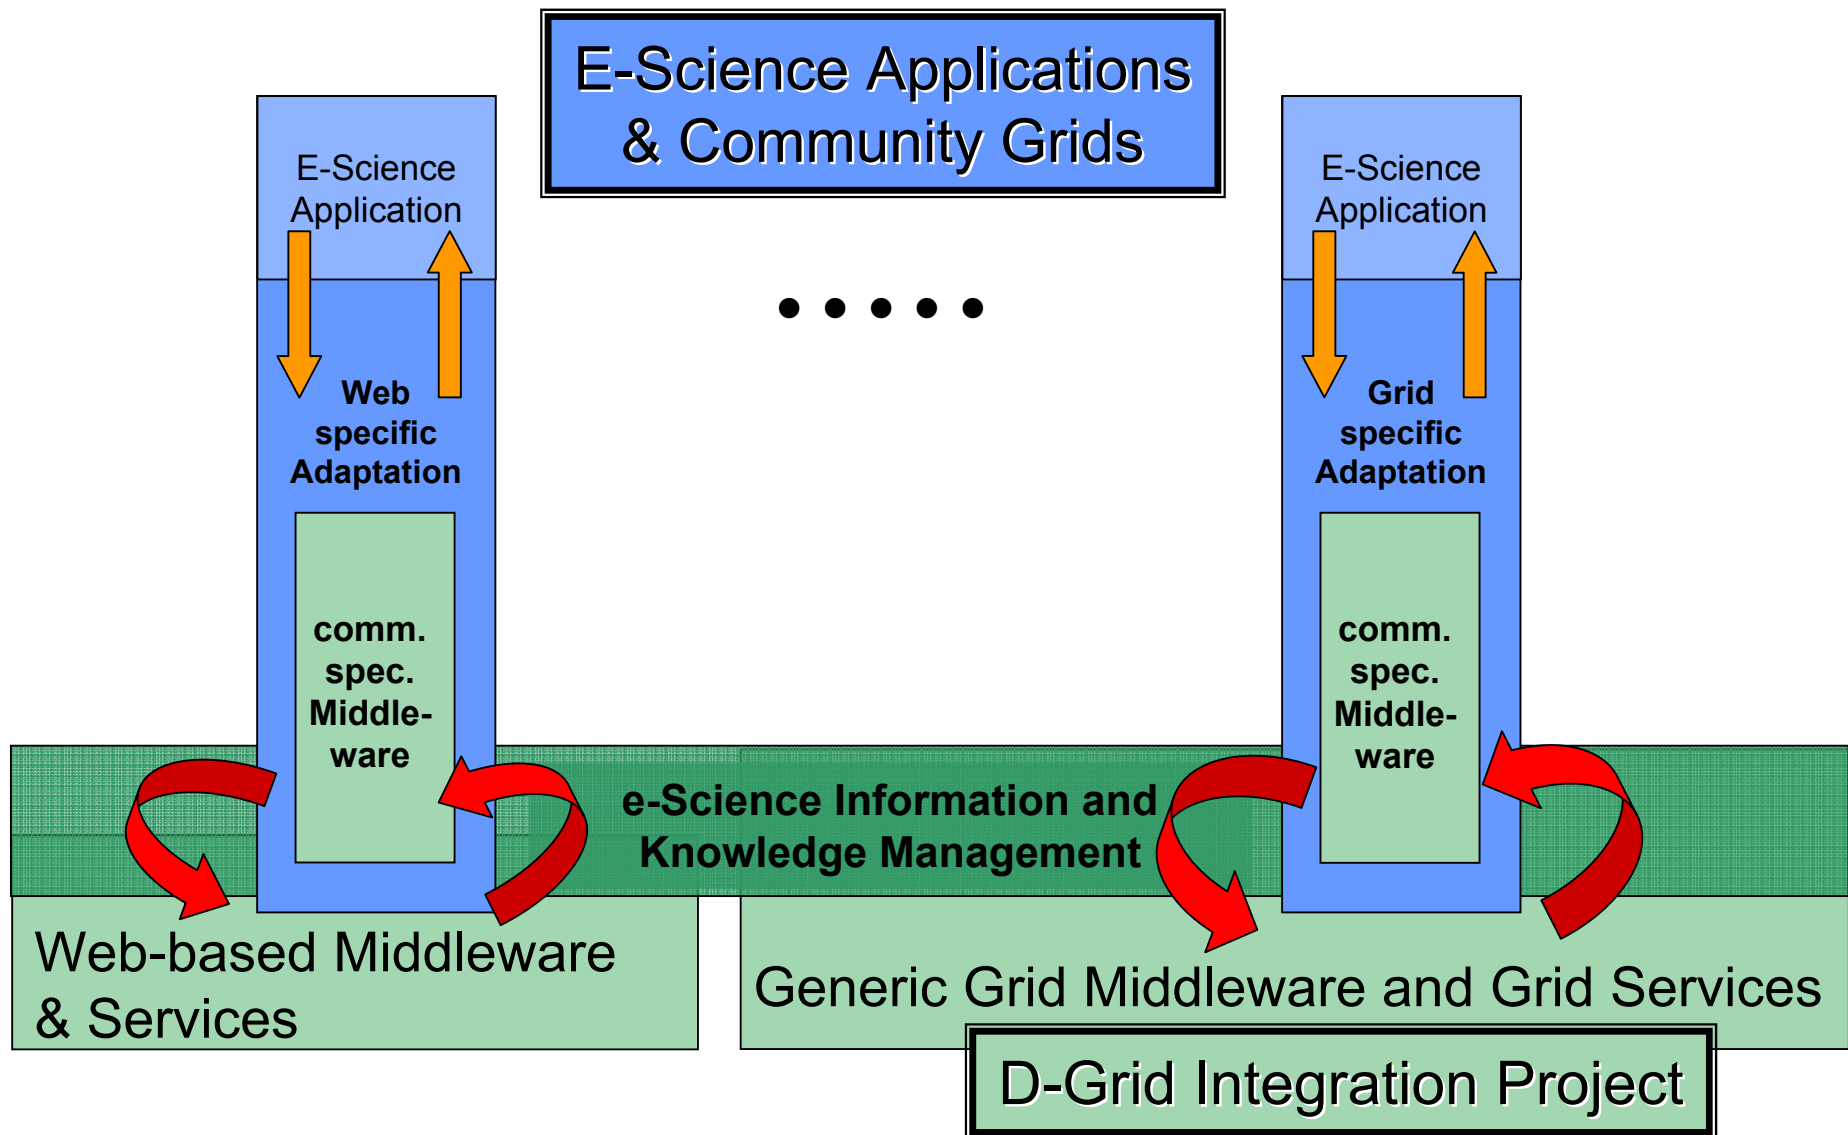 E-Science Applications
& Community Grids
E-Science
Application
Web
specific
Adaptation
comm.
spec.
Middle-
ware
E-Science
Application
Grid
specific
Adaptation
comm.
spec.
Middle-
ware
e-Science Information and
Knowledge Management
Web-based Middleware
& Services
Generic Grid Middleware and Grid Services
D-Grid Integration Project